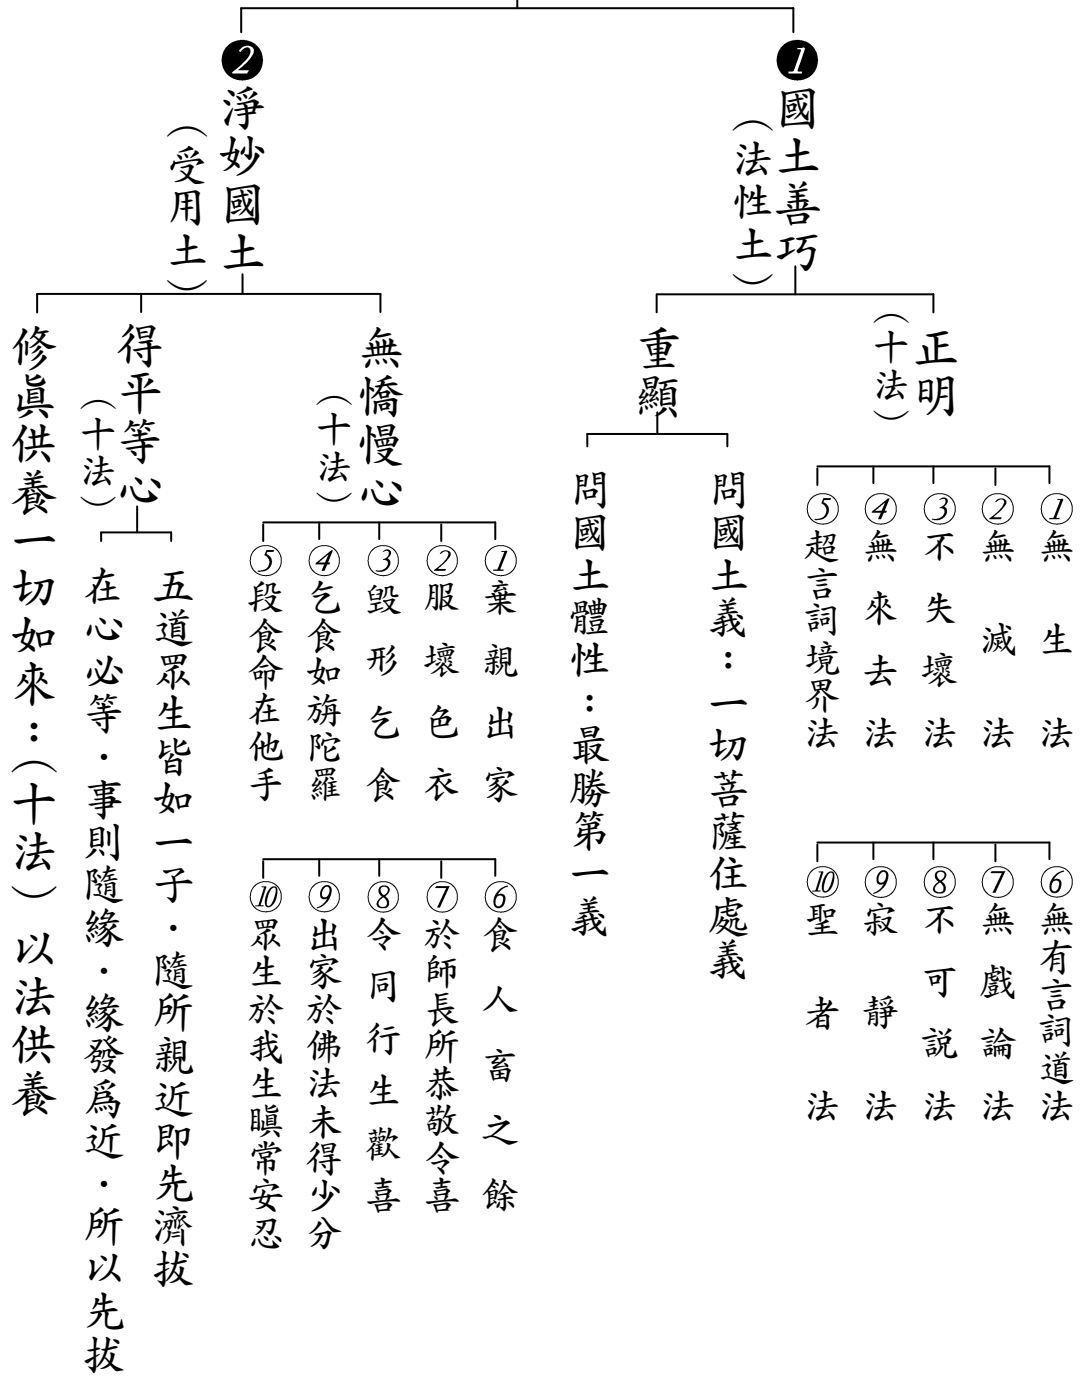 ❶國土善巧
（法性土）
正明
（十法）
①無生法
②無滅法
③不失壞法
④無來去法
⑤超言詞境界法
⑥無有言詞道法
⑦無戲論法
⑧不可説法
⑨寂靜法
⑩聖者法
重顯
問國土義：一切菩薩住處義
問國土體性：最勝第一義
❷淨妙國土
（受用土）
無憍慢心
（十法）
①棄親出家
②服壞色衣
③毀形乞食
④乞食如旃陀羅
⑤段食命在他手
⑥食人畜之餘
⑦於師長所恭敬令喜
⑧令同行生歡喜
⑨出家於佛法未得少分
⑩眾生於我生瞋常安忍
得平等心
（十法）
五道眾生皆如一子．隨所親近即先濟拔
在心必等．事則隨緣．緣發爲近．所以先拔
修眞供養一切如來：（十法）以法供養